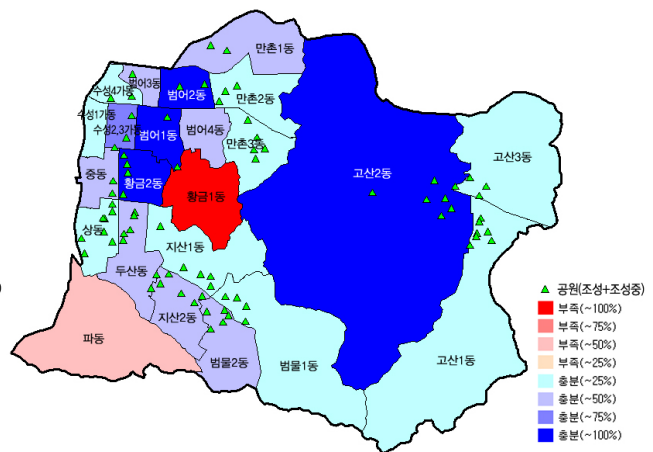 만촌1동
범어3동
수성4가동
범어2동
만촌2동
수성1가동
수성2,3가동
범어1동
범어4동
만촌3동
고산3동
중동
황금2동
황금1동
고산2동
상동
지산1동
두산동
지산2동
파동
범물2동
범물1동
고산1동
공원(조성+조성중)
부족(~100%)
부족(~75%)
부족(~50%)
부족(~25%)
충분(~25%)
충분(~50%)
충분(~75%)
충분(~100%)